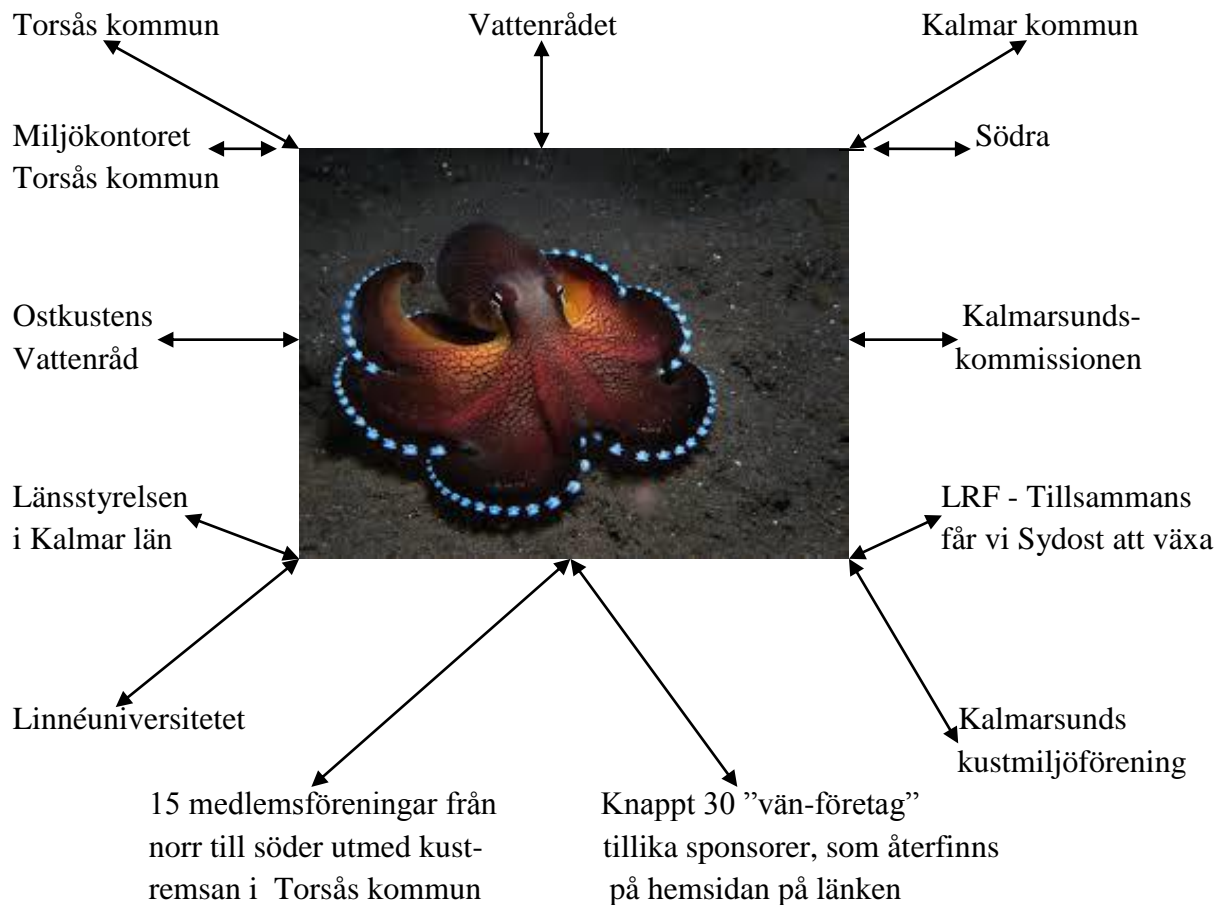 Torsås kommun
Vattenrådet
Kalmar kommun
Miljökontoret
Torsås kommun
Södra
Ostkustens
Vattenråd
Kalmarsunds-
kommissionen
Länsstyrelsen
i Kalmar län
LRF - Tillsammans
får vi Sydost att växa
Linnéuniversitetet
Kalmarsunds
kustmiljöförening
15 medlemsföreningar från
norr till söder utmed kust-
remsan i Torsås kommun
Knappt 30 ”vän-företag”
tillika sponsorer, som återfinns
på hemsidan på länken